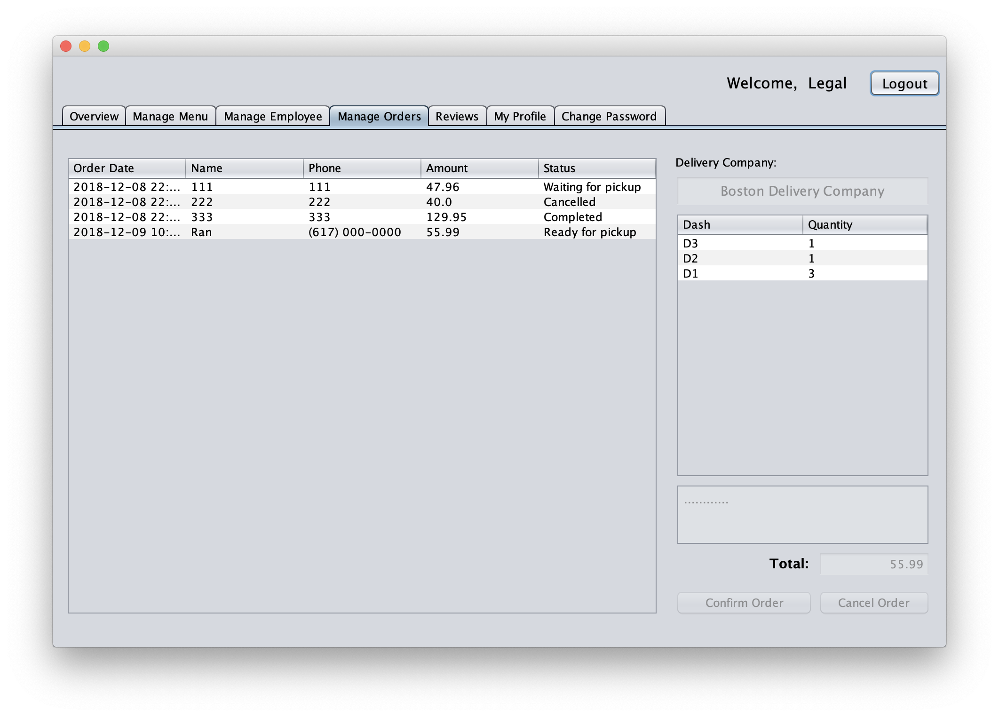 Welcome, Legal Logout
Overview Manage Menu Manage Employee Manage Orders Reviews My Profile Change Password
Order Date Name Phone Amount Status
2018-12-08 22:... 111 111 47.96 Waiting for pickup
2018-12-08 22:... 222 222 40.0 Cancelled
2018-12-08 22:... 333 333 129.95 Completed
2018-12-09 10:... Ran (617) 000-0000 55.99 Ready for pickup
Delivery Company:
Boston Delivery Company
Dash Quantity
D3 1
D2 1
D1 3
............
Total: 55.99
Confirm Order Cancel Order